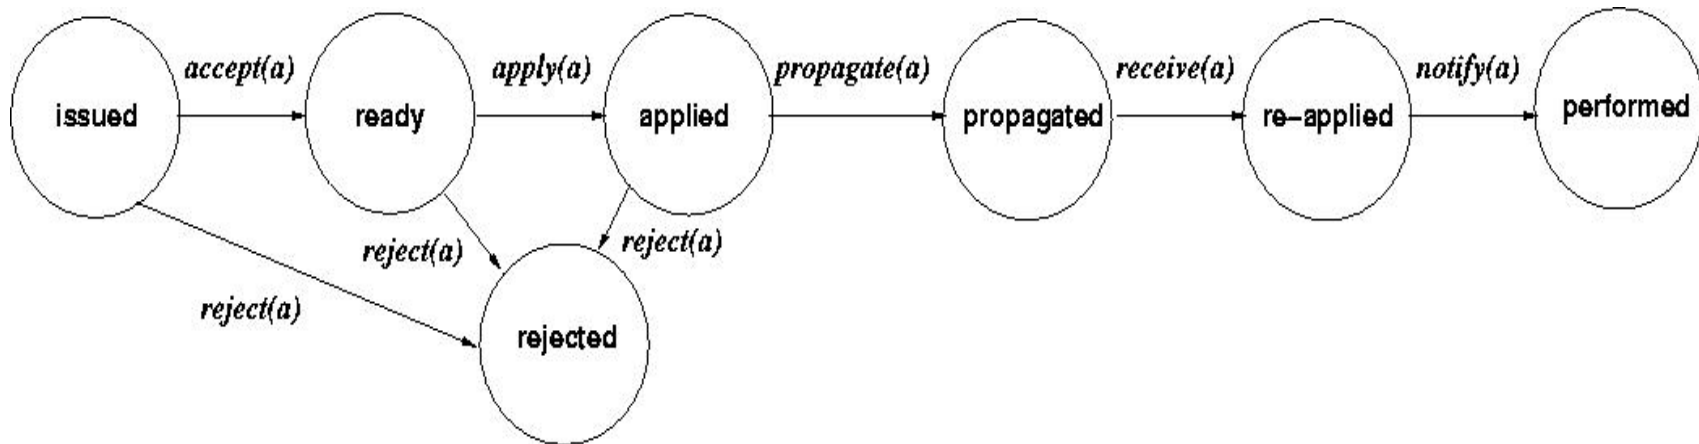 accept(a)
apply(a)
propagate(a)
receive(a)
notify(a)
issued
ready
applied
propagated
re-applied
performed
reject(a)
reject(a)
reject(a)
rejected